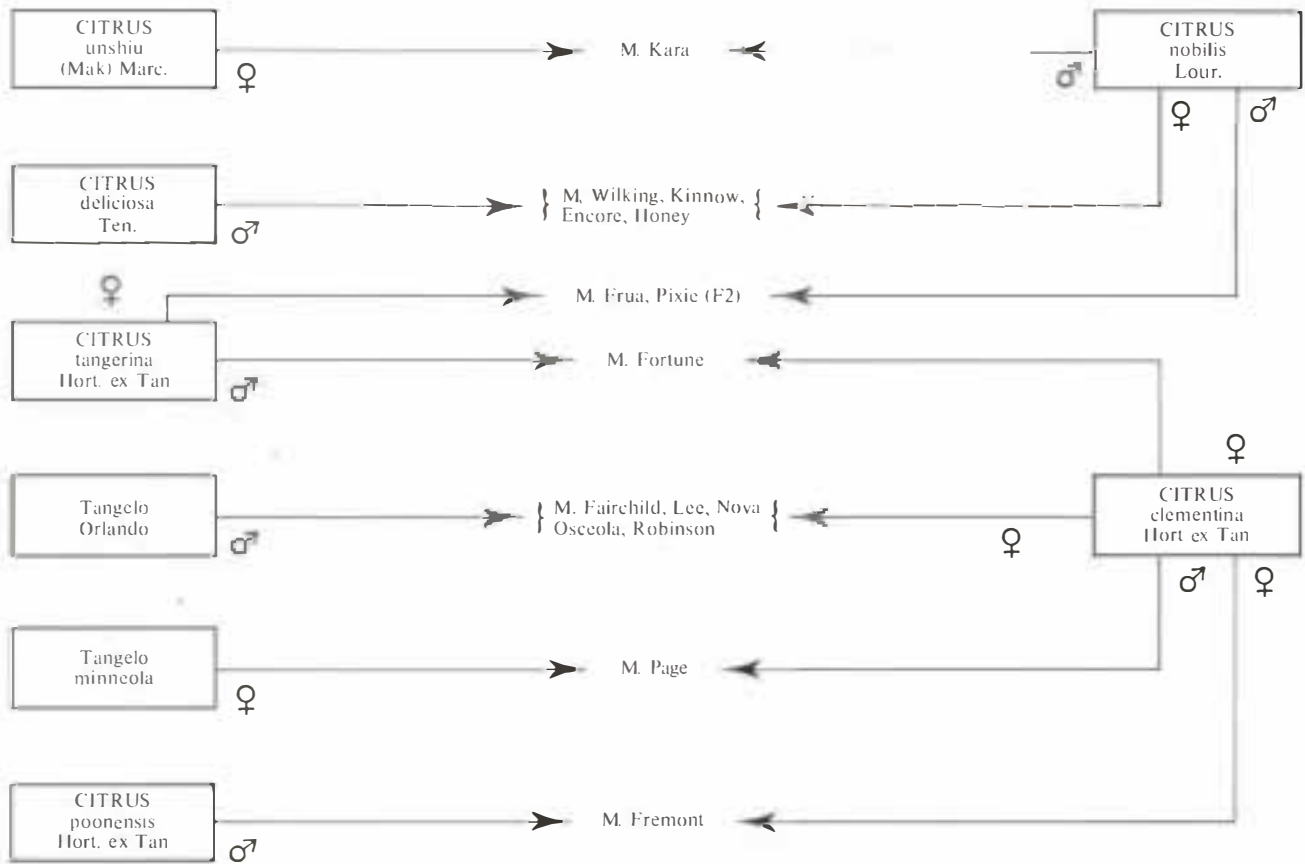 CITRUS
unshiu
(Mak) Marc.
♀
M. Kara
♂
CITRUS
nobilis
Lour.
♀
♂
CITRUS
deliciosa
Ten.
♂
} M, Wilking, Kinnow, {
Encore, Honey
♀
M. Frua, Pixie (F2)
CITRUS
tangerina
Hort. ex Tan
♂
M. Fortune
♀
Tangelo
Orlando
♂
} M. Fairchild, Lee, Nova {
Osceola, Robinson
♀
CITRUS
clementina
Hort ex Tan
♂
♀
Tangelo
minneola
♀
M. Page
CITRUS
poonensis
Hort. ex Tan
♂
M. Fremont